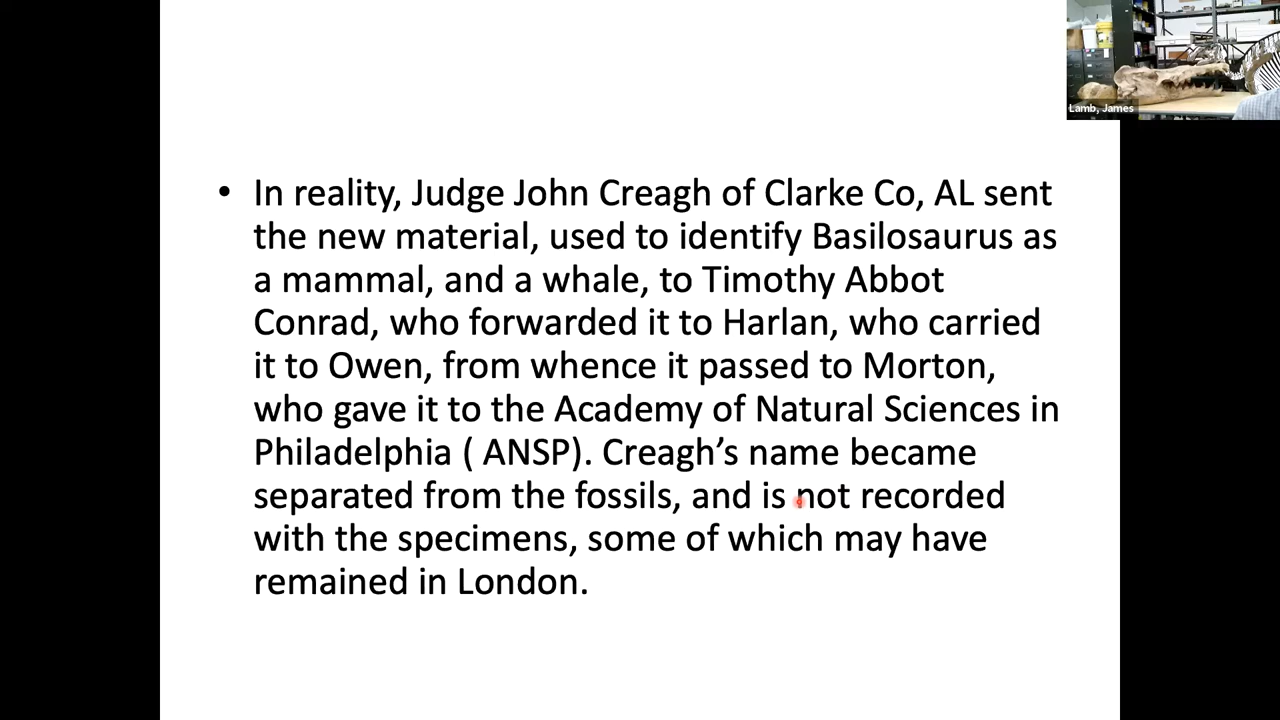 Lamb, James
• In reality, Judge John Creagh of Clarke Co, AL sent
the new material, used to identify Basilosaurus as
a mammal, and a whale, to Timothy Abbot
Conrad, who forwarded it to Harlan, who carried
it to Owen, from whence it passed to Morton,
who gave it to the Academy of Natural Sciences in
Philadelphia ( ANSP). Creagh’s name became
separated from the fossils, and is not recorded
with the specimens, some of which may have
remained in London.